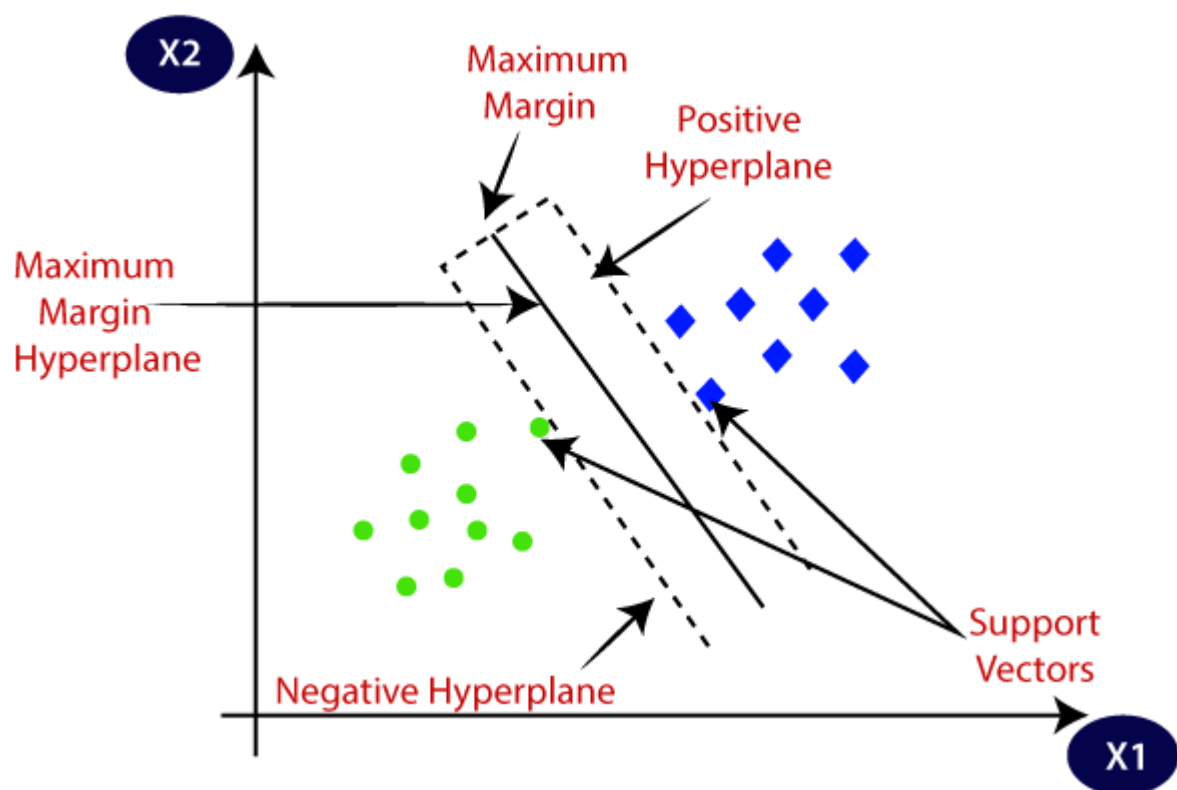 X2
Maximum
Margin
Positive
Hyperplane
Maximum
Margin
Hyperplane
Support
Vectors
Negative Hyperplane
X1